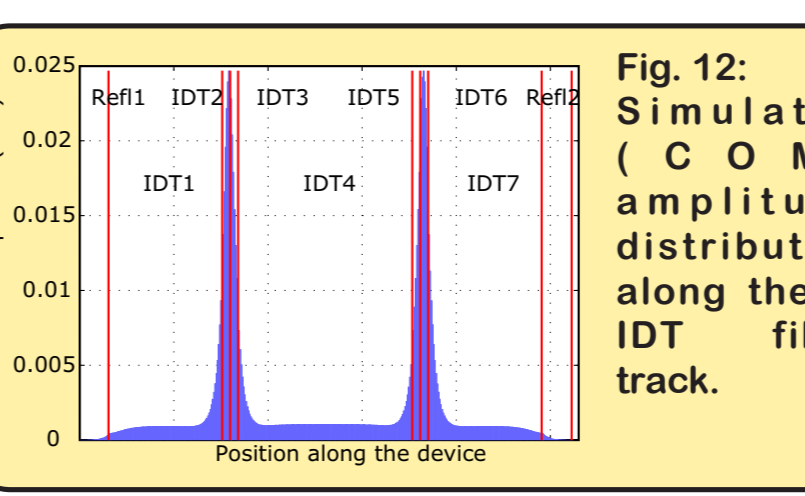 0.025
0.02
0.015
0.01
0.005
0
Refl1 IDT2 IDT3 IDT5 IDT6 Refl2
IDT1 IDT4 IDT7
Position along the device
Fig. 12:
Simulat
( C O M
amplitu
distribut
along the
IDT fil
track.